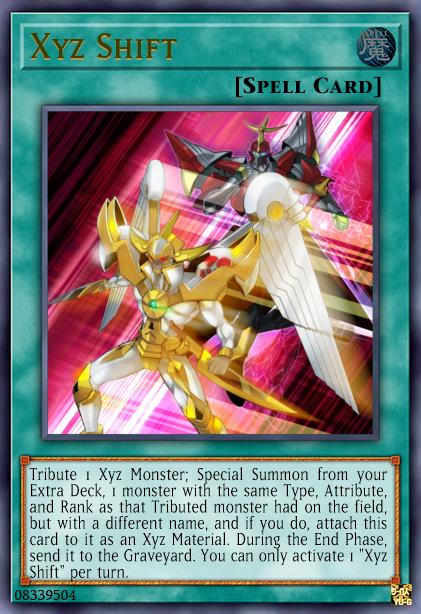 Xyz Shift
魔
[Spell Card]
Tribute 1 Xyz Monster; Special Summon from your
Extra Deck, 1 monster with the same Type, Attribute,
and Rank as that Tributed monster had on the field,
but with a different name, and if you do, attach this
card to it as an Xyz Material. During the End Phase,
send it to the Graveyard. You can only activate 1 "Xyz
Shift" per turn.
08339504